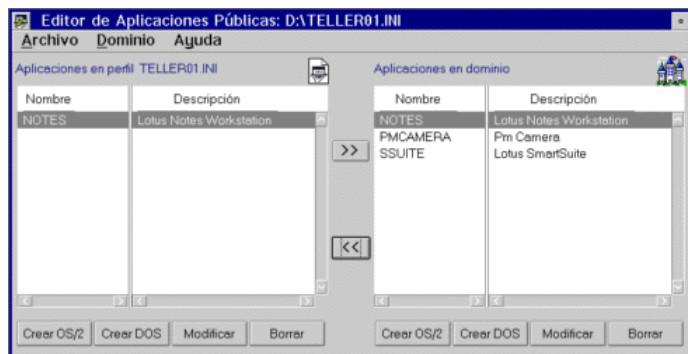 Editor de Aplicaciones Públicas: D:\TELLER01.INI
Archivo Dominio Ayuda
Aplicaciones en perfil TELLER01.INI
Aplicaciones en dominio
Nombre Descripción
NOTES Lotus Notes Workstation
Nombre Descripción
NOTES Lotus Notes Workstation
PMCAMERA Pm Camera
SSUITE Lotus SmartSuite
>>
<<
Crear OS/2 Crear DOS Modificar Borrar
Crear OS/2 Crear DOS Modificar Borrar